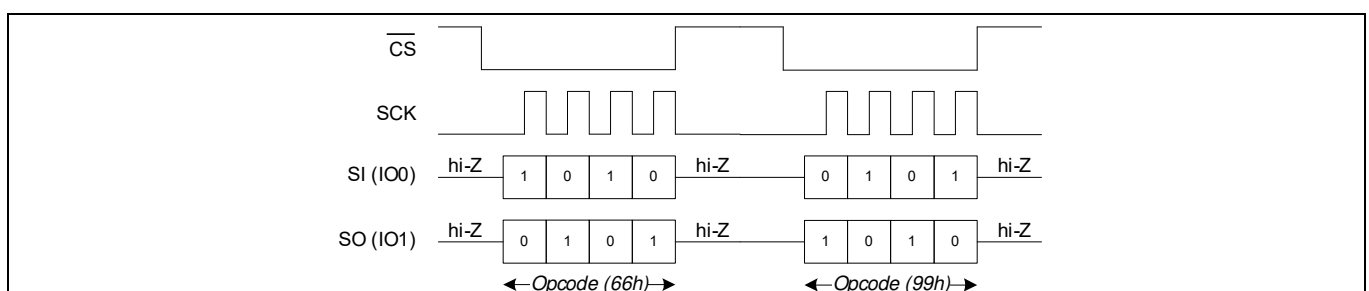 CS
SCK
SI (IO0) hi-Z 1 0 1 0 hi-Z 0 1 0 1 hi-Z
SO (IO1) hi-Z 0 1 0 1 hi-Z 1 0 1 0 hi-Z
Opcode (66h) Opcode (99h)